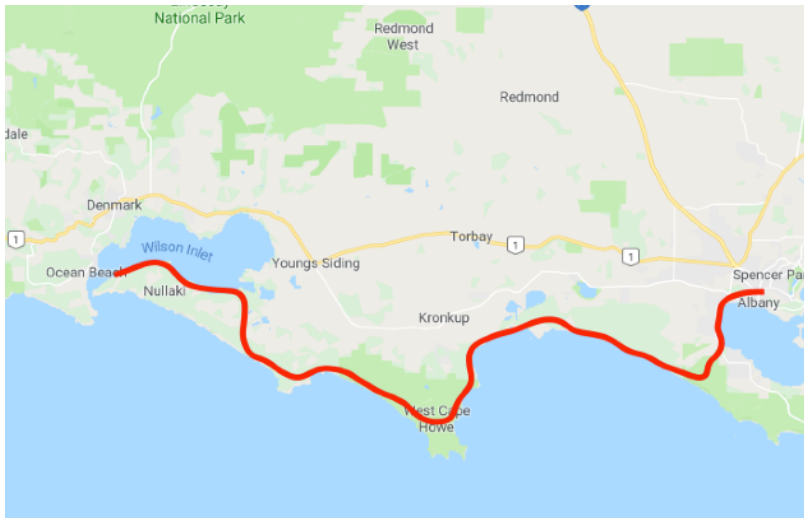 National Park
Redmond
West
Redmond
dale
Denmark
1
Wilson Inlet
Torbay
1
1
Ocean Beach
Youngs Siding
Spencer Par
Nullaki
Albany
Kronkup
West Cape
Howe